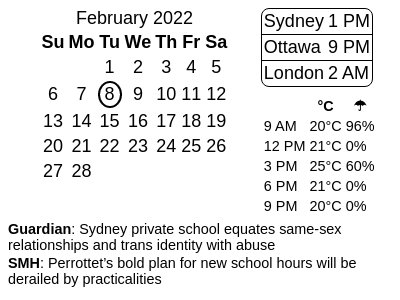 February 2022
Su Mo Tu We Th Fr Sa
1 2 3 4 5
6 7 8 9 10 11 12
13 14 15 16 17 18 19
20 21 22 23 24 25 26
27 28
Sydney 1 PM
Ottawa 9 PM
London 2 AM
°C ☂
9 AM 20°C 96%
12 PM 21°C 0%
3 PM 25°C 60%
6 PM 21°C 0%
9 PM 20°C 0%
Guardian: Sydney private school equates same-sex
relationships and trans identity with abuse
SMH: Perrottet's bold plan for new school hours will be
derailed by practicalities